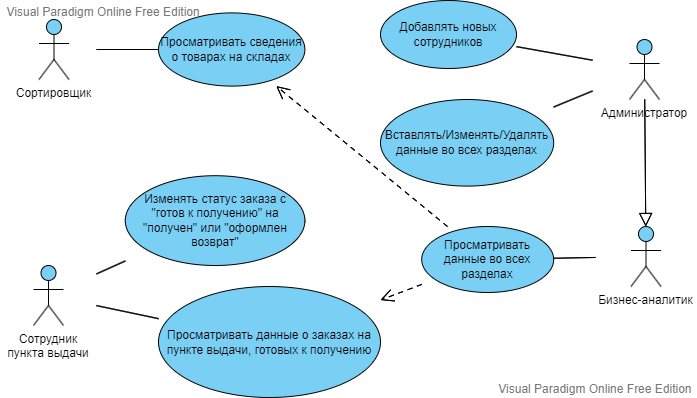 Visual Paradigm Online Free Edition
Просматривать сведения
о товарах на складах
Сортировщик
Добавлять новых
сотрудников
Администратор
Вставлять/Изменять/Удалять
данные во всех разделах
Изменять статус заказа с
"готов к получению" на
"получен" или "оформлен
возврат"
Просматривать
данные во всех
разделах
Бизнес-аналитик
Сотрудник
пункта выдачи
Просматривать данные о заказах на
пункте выдачи, готовых к получению
Visual Paradigm Online Free Edition